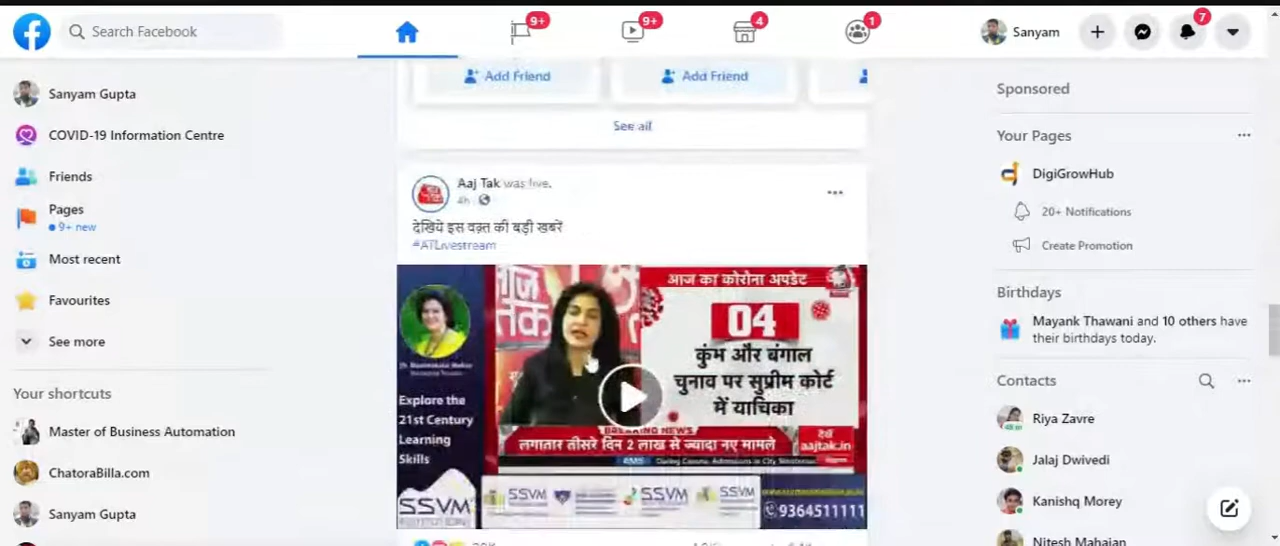 Search Facebook
9+
9+
4
1
Sanyam
7
Sanyam Gupta
COVID-19 Information Centre
Friends
Pages
9+ new
Most recent
Favourites
See more
Your shortcuts
Master of Business Automation
ChatoraBilla.com
Sanyam Gupta
Add Friend
Add Friend
See all
Aaj Tak was live.
4h
देखिये इस वक़्त की बड़ी खबरें
#ATLivestream
Explore the
21st Century
Learning
Skills
SSVM
आज का कोरोना अपडेट
04
कुंभ और बंगाल
चुनाव पर सुप्रीम कोर्ट
में याचिका
BREAKING NEWS
लगातार तीसरे दिन 2 लाख से ज्यादा नए मामले
देखें
aajtak.in
SSVM
SSVM
SSVM
9364511111
Sponsored
Your Pages
DigiGrowHub
20+ Notifications
Create Promotion
Birthdays
Mayank Thawani and 10 others have
their birthdays today.
Contacts
Riya Zavre
Jalaj Dwivedi
Kanishq Morey
Nitesh Mahajan